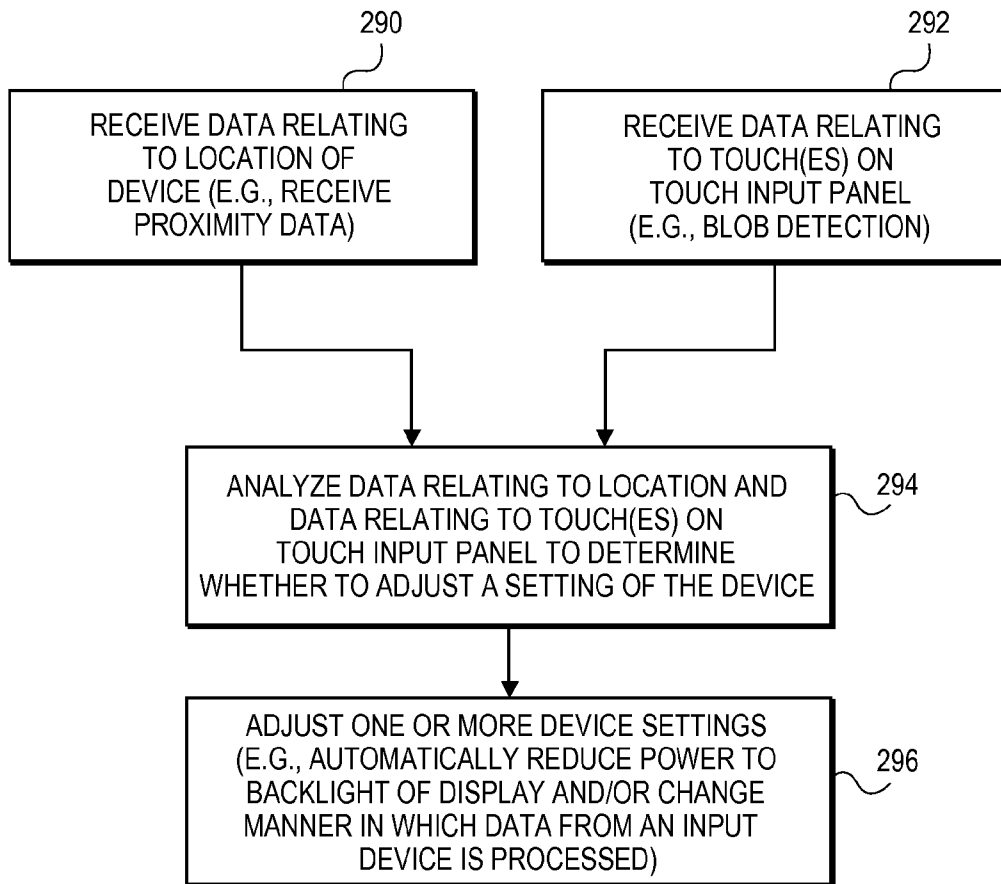 290
RECEIVE DATA RELATING
TO LOCATION OF
DEVICE (E.G., RECEIVE
PROXIMITY DATA)
292
RECEIVE DATA RELATING
TO TOUCH(ES) ON
TOUCH INPUT PANEL
(E.G., BLOB DETECTION)
ANALYZE DATA RELATING TO LOCATION AND
DATA RELATING TO TOUCH(ES) ON
TOUCH INPUT PANEL TO DETERMINE
WHETHER TO ADJUST A SETTING OF THE DEVICE
294
ADJUST ONE OR MORE DEVICE SETTINGS
(E.G., AUTOMATICALLY REDUCE POWER TO
BACKLIGHT OF DISPLAY AND/OR CHANGE
MANNER IN WHICH DATA FROM AN INPUT
DEVICE IS PROCESSED)
296